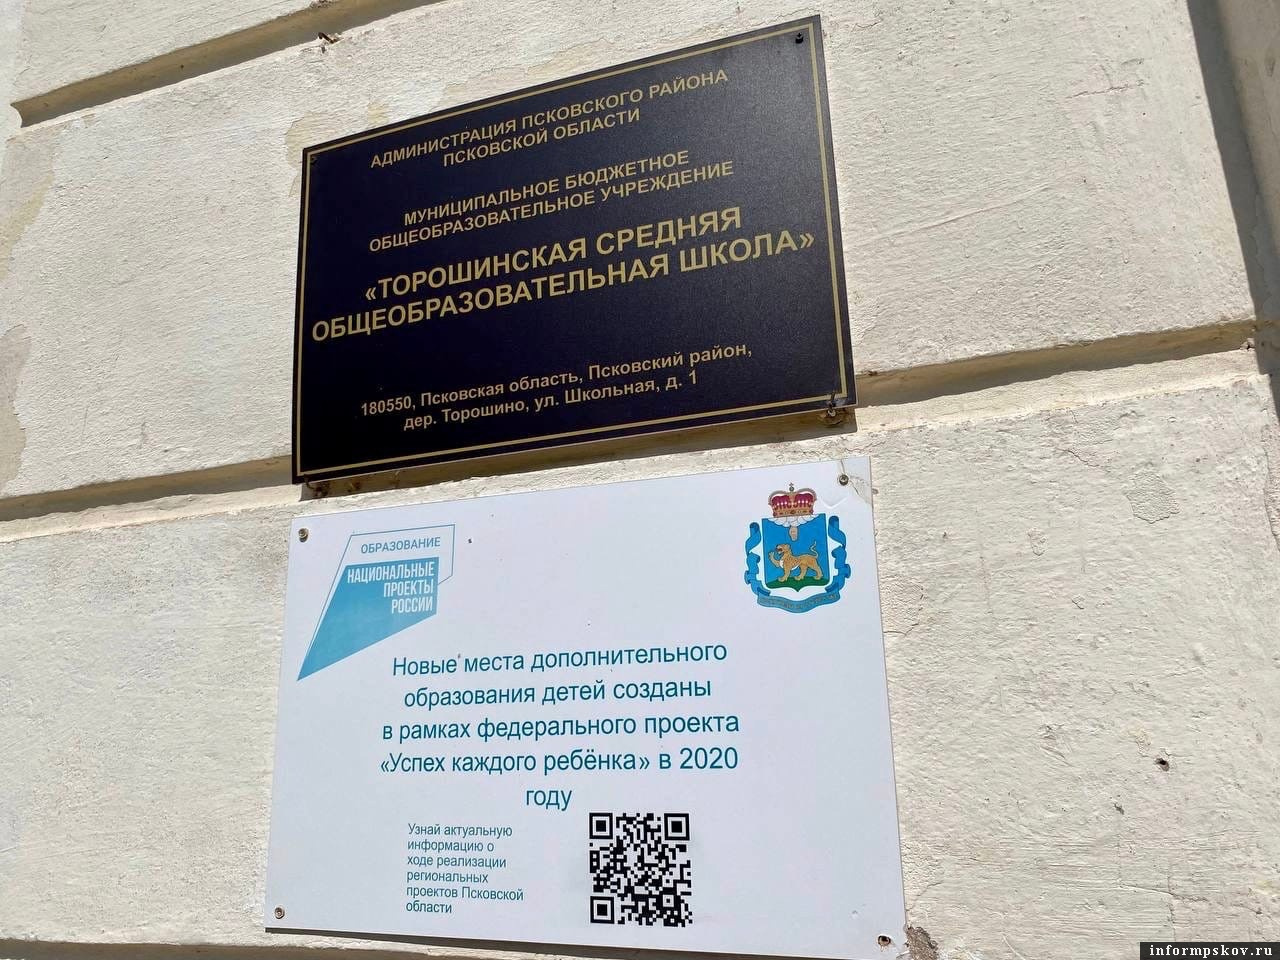 АДМИНИСТРАЦИЯ ПСКОВСКОГО РАЙОНА
ПСКОВСКОЙ ОБЛАСТИ
МУНИЦИПАЛЬНОЕ БЮДЖЕТНОЕ
ОБЩЕОБРАЗОВАТЕЛЬНОЕ УЧРЕЖДЕНИЕ
«ТОРОШИНСКАЯ СРЕДНЯЯ
ОБЩЕОБРАЗОВАТЕЛЬНАЯ ШКОЛА»
180550, Псковская область, Псковский район,
дер. Торошино, ул. Школьная, д. 1
ОБРАЗОВАНИЕ
НАЦИОНАЛЬНЫЕ
ПРОЕКТЫ
РОССИИ
Новые места дополнительного
образования детей созданы
в рамках федерального проекта
«Успех каждого ребёнка» в 2020
году
Узнай актуальную
информацию о
ходе реализации
региональных
проектов Псковской
области
informpskov.ru